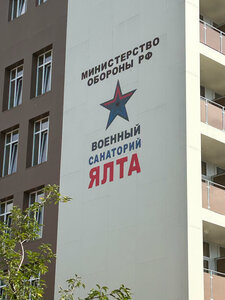 МИНИСТЕРСТВО
ОБОРОНЫ РФ
ВОЕННЫЙ
САНАТОРИЙ
ЯЛТА